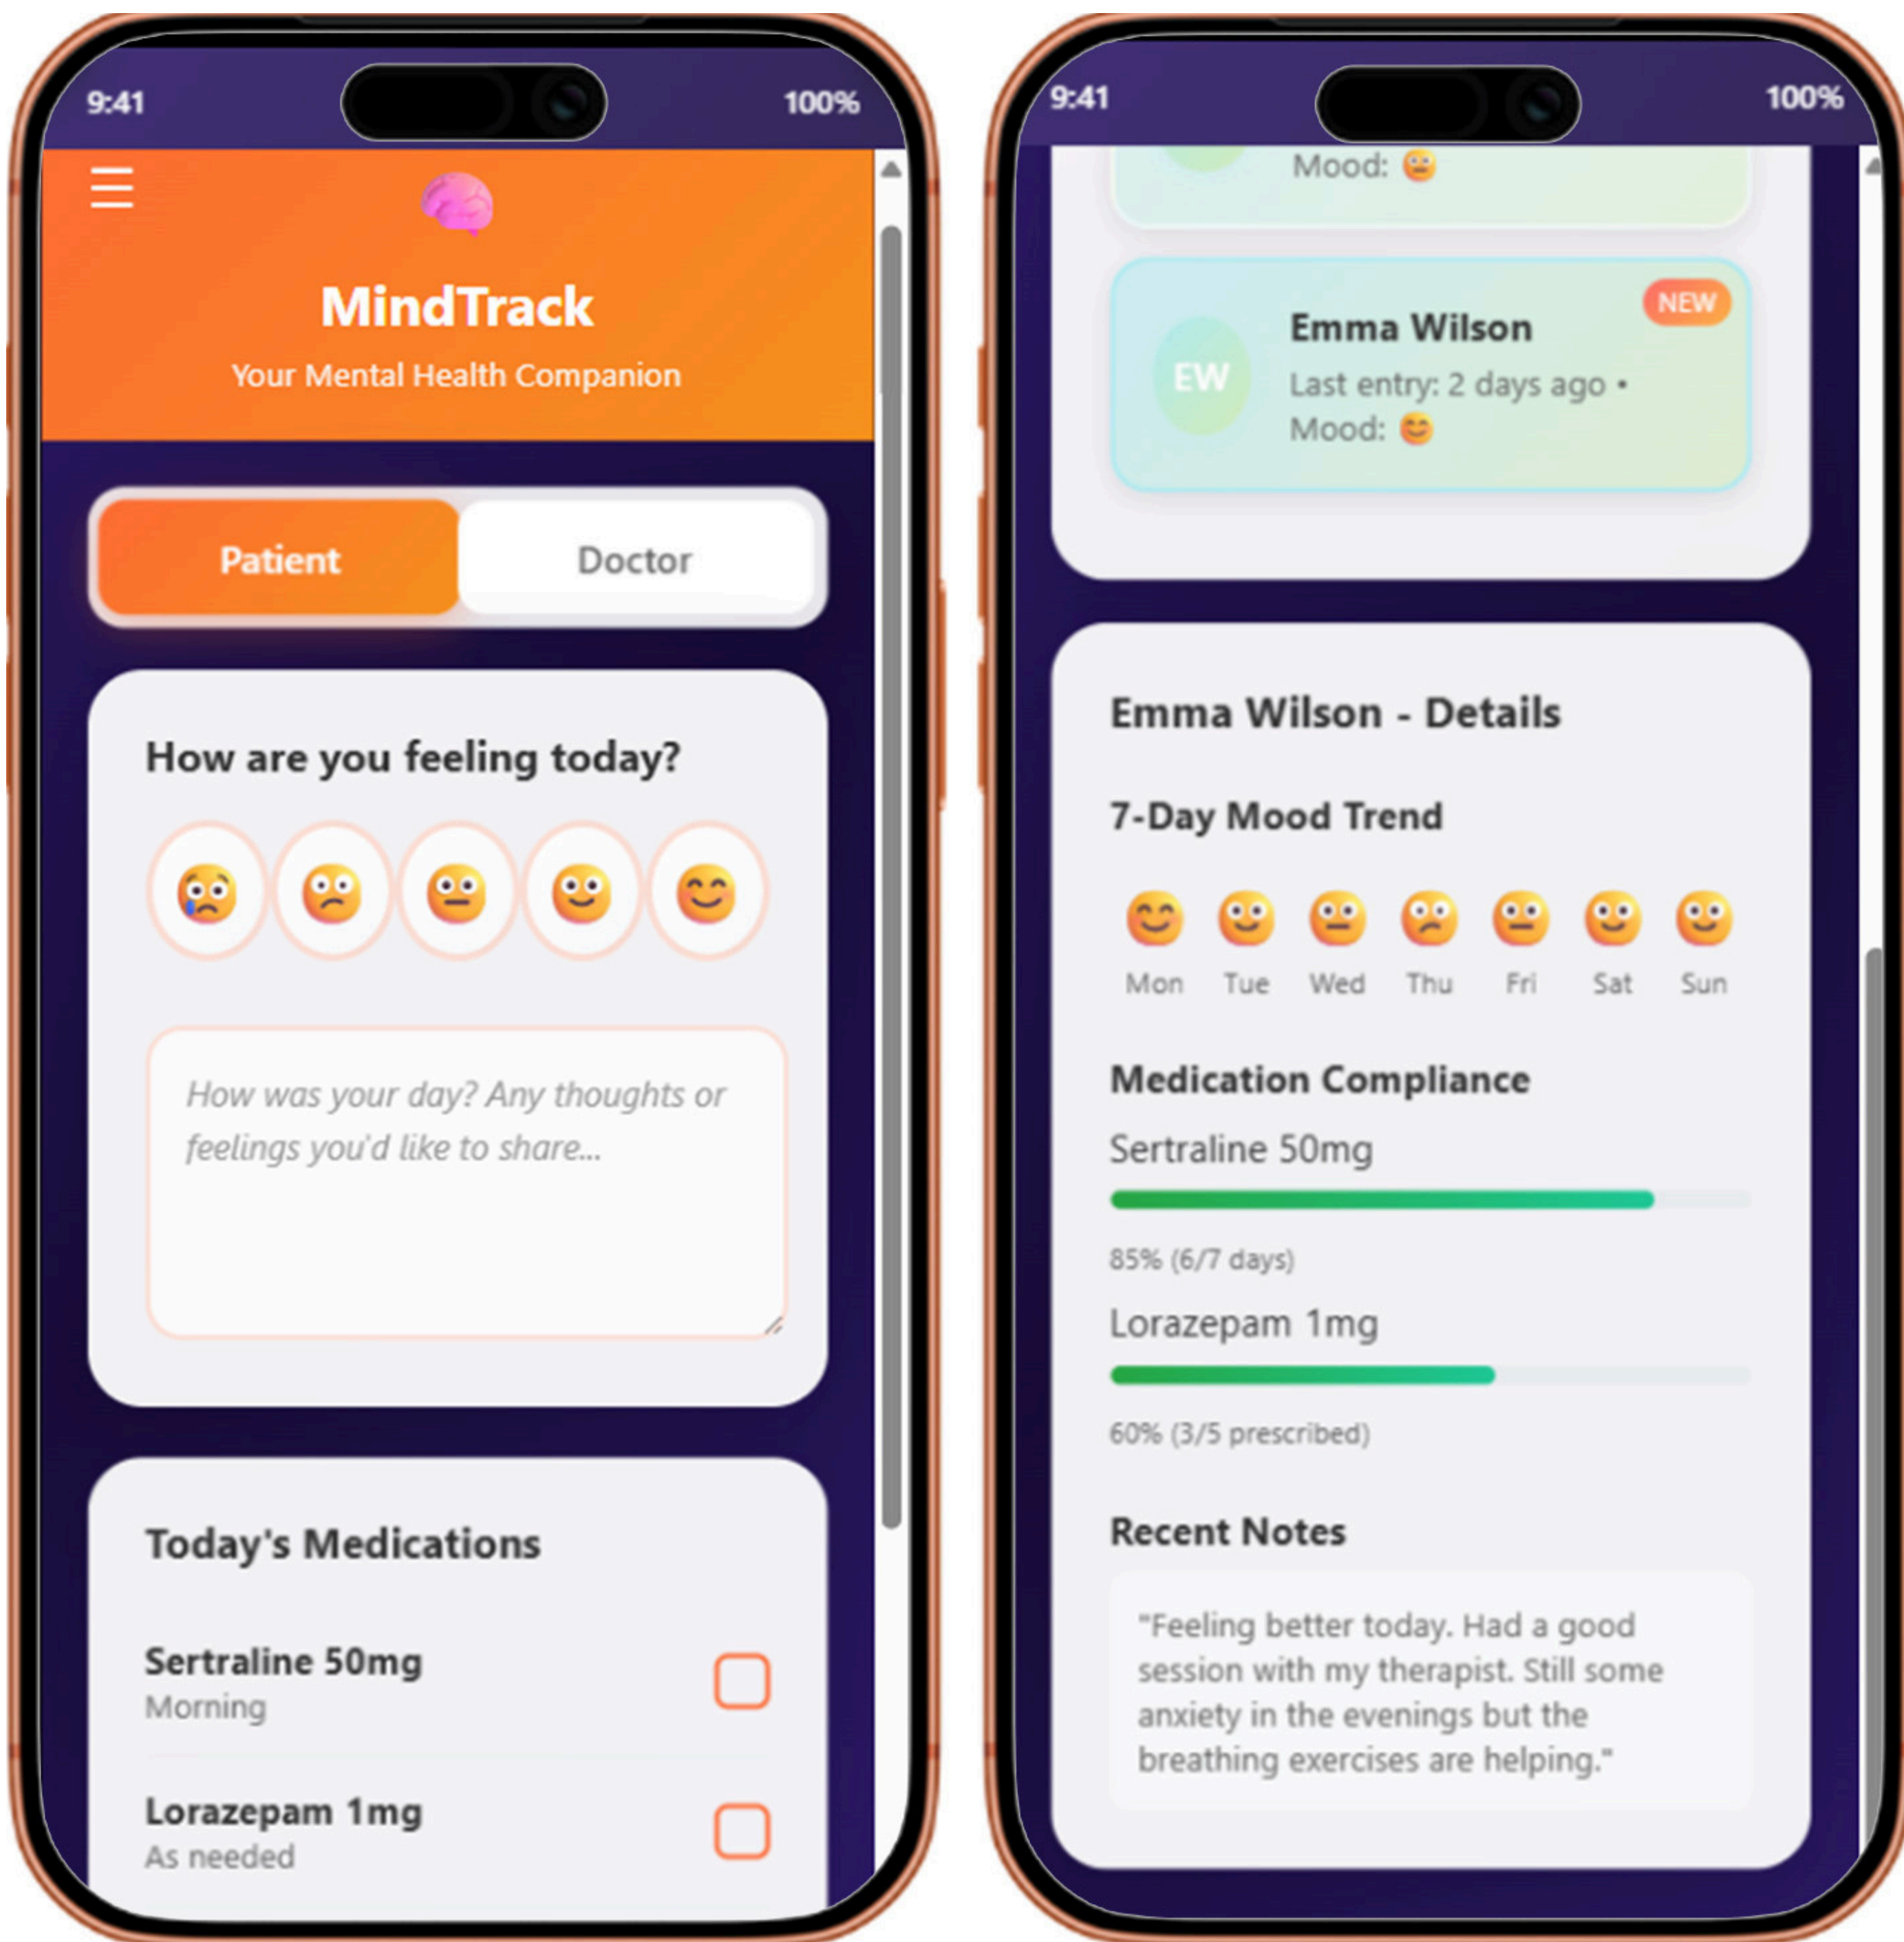 9:41
100%
MindTrack
Your Mental Health Companion
Patient
Doctor
How are you feeling today?
How was your day? Any thoughts or
feelings you'd like to share...
Today's Medications
Sertraline 50mg
Morning
Lorazepam 1mg
As needed
9:41
100%
Mood:
NEW
Emma Wilson
EW
Last entry: 2 days ago •
Mood:
Emma Wilson - Details
7-Day Mood Trend
Mon Tue Wed Thu Fri Sat Sun
Medication Compliance
Sertraline 50mg
85% (6/7 days)
Lorazepam 1mg
60% (3/5 prescribed)
Recent Notes
"Feeling better today. Had a good
session with my therapist. Still some
anxiety in the evenings but the
breathing exercises are helping."